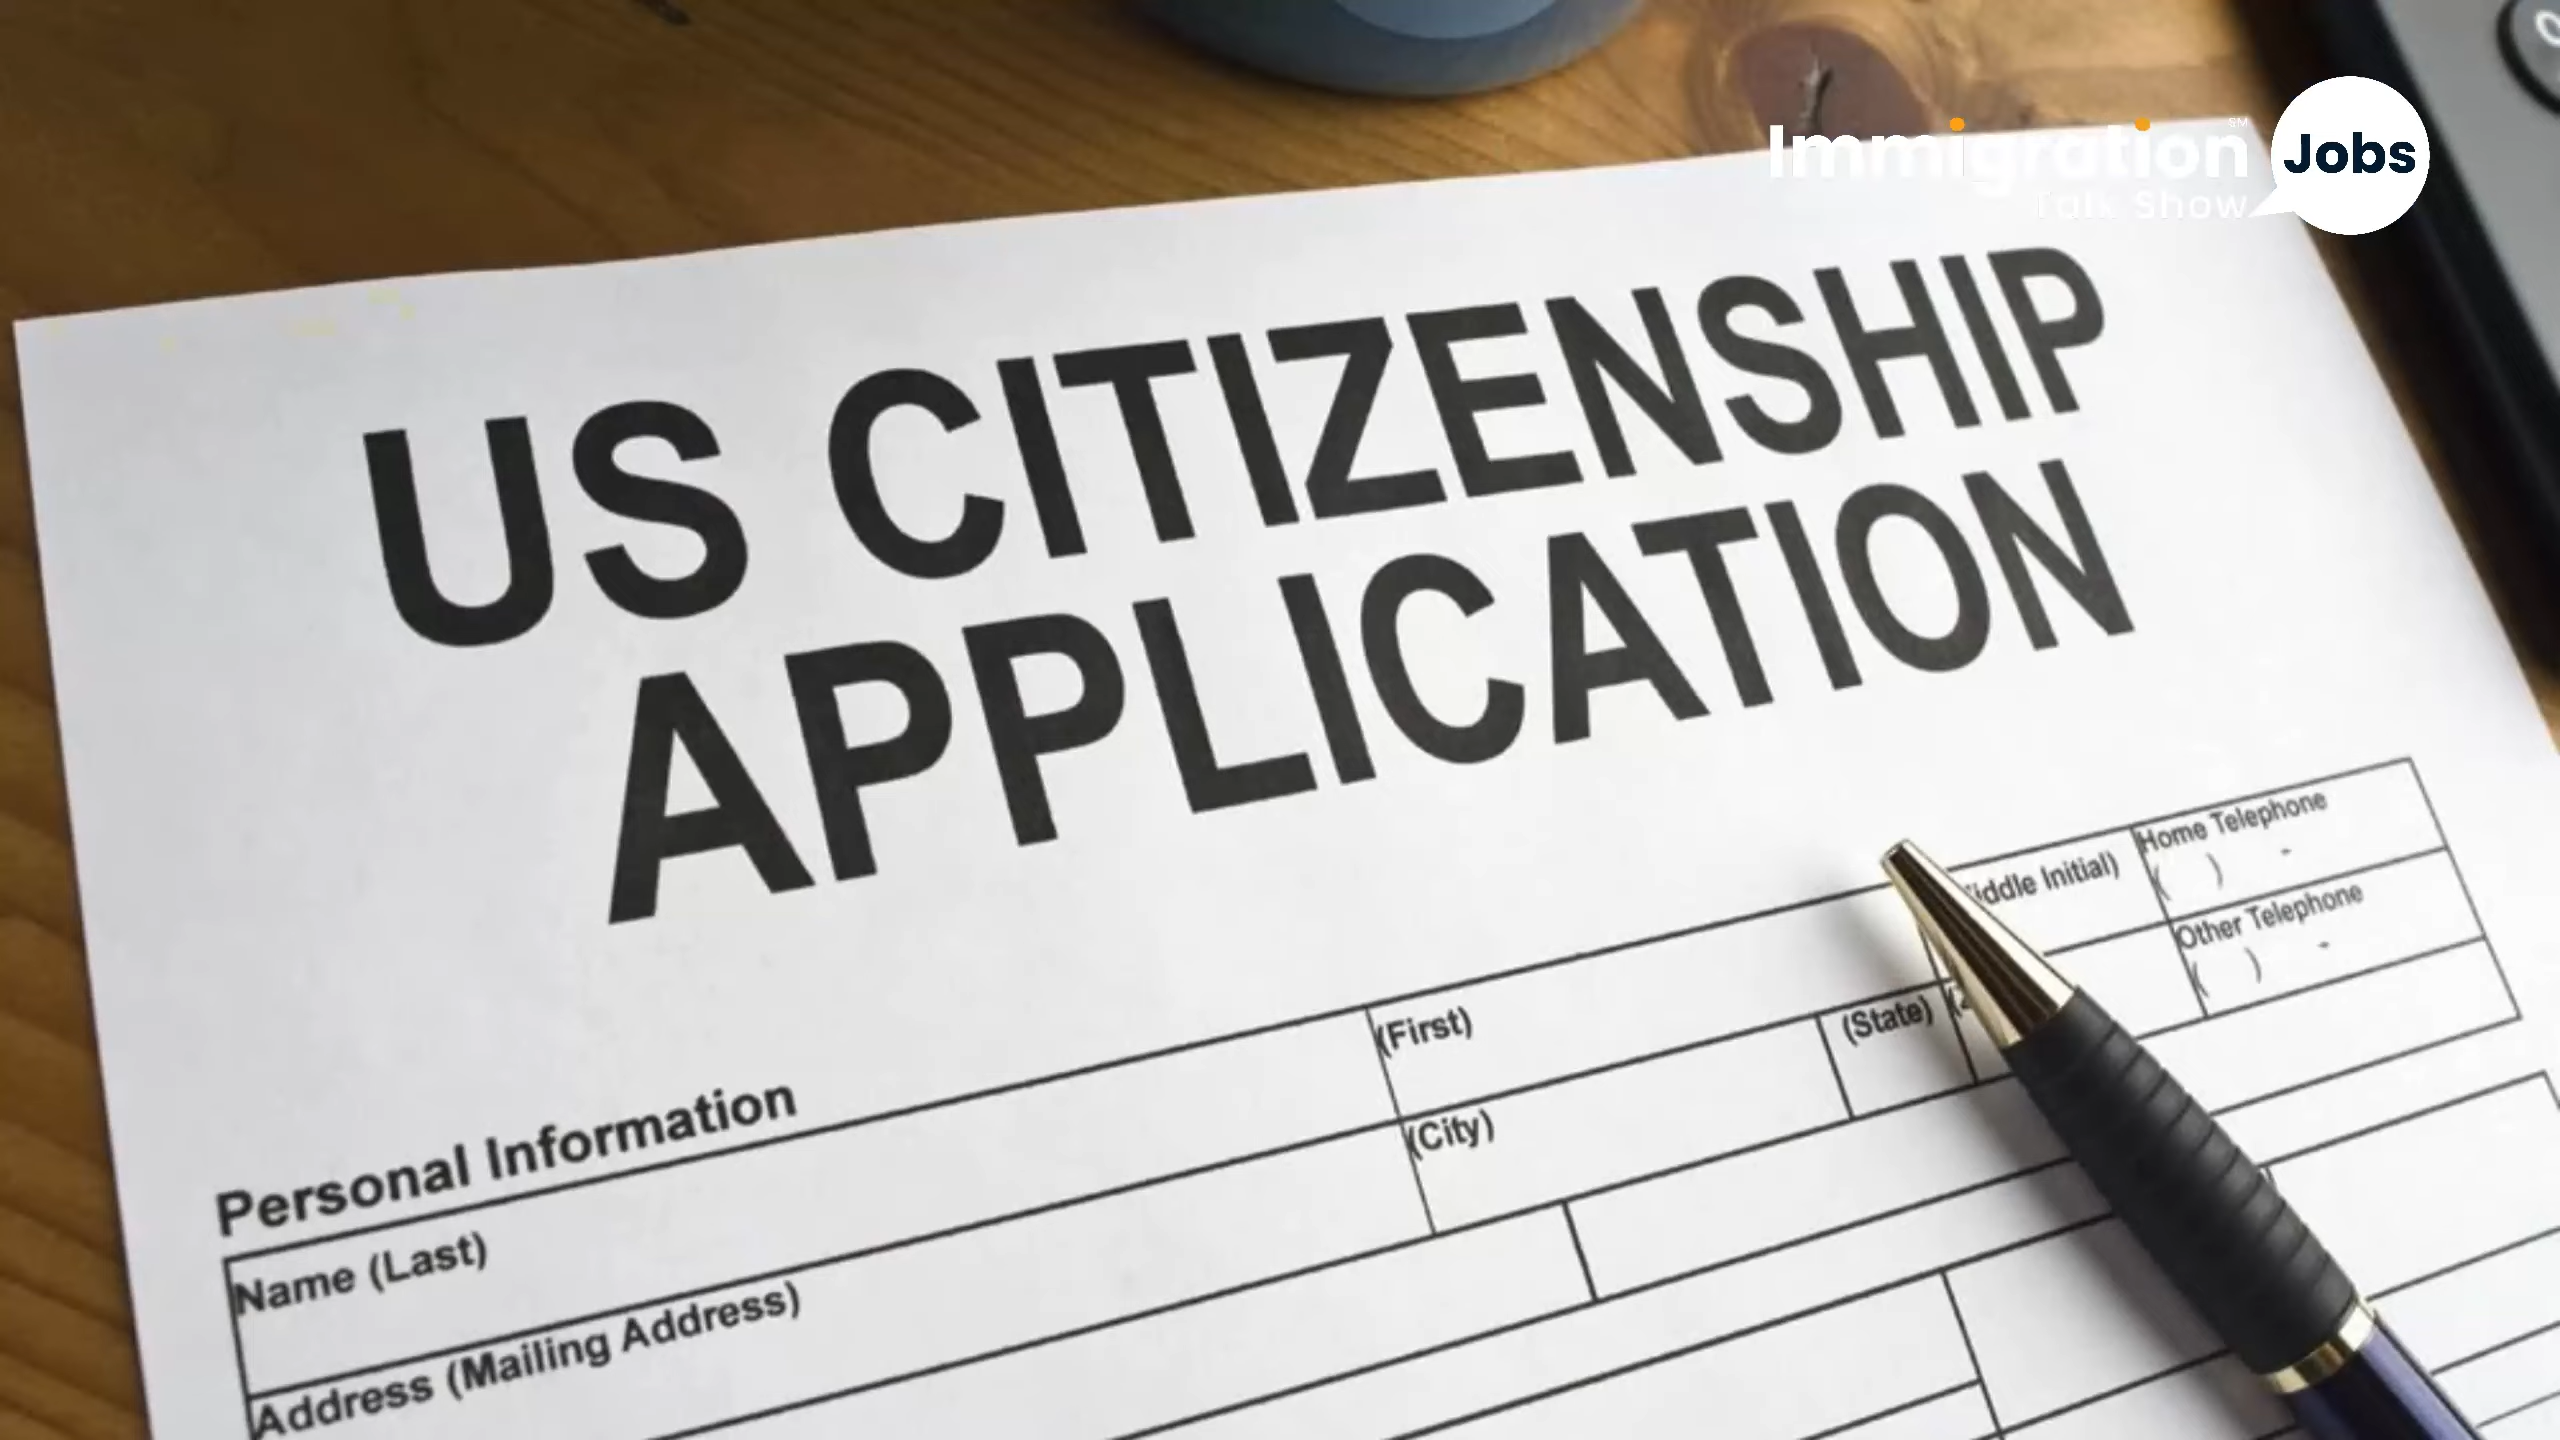 Immigration
SM
Jobs
Talk Show
US CITIZENSHIP
APPLICATION
Personal Information
Name (Last)
(First)
Initial)
Home Telephone
( ) -
Address (Mailing Address)
(City)
(State)
Other Telephone
( ) -